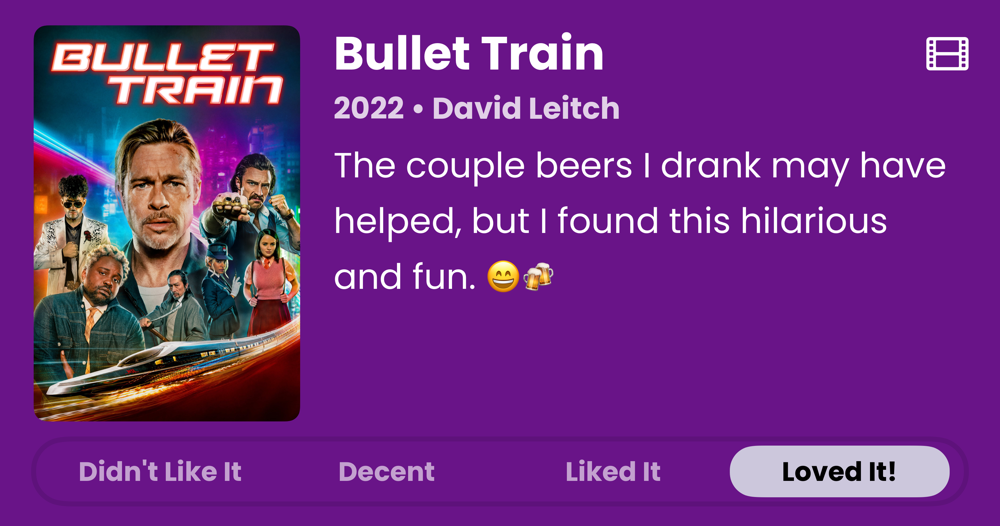 BULLET
TRAIN
Bullet Train
2022 • David Leitch
The couple beers I drank may have
helped, but I found this hilarious
and fun. 😄🍻
Didn't Like It
Decent
Liked It
Loved It!